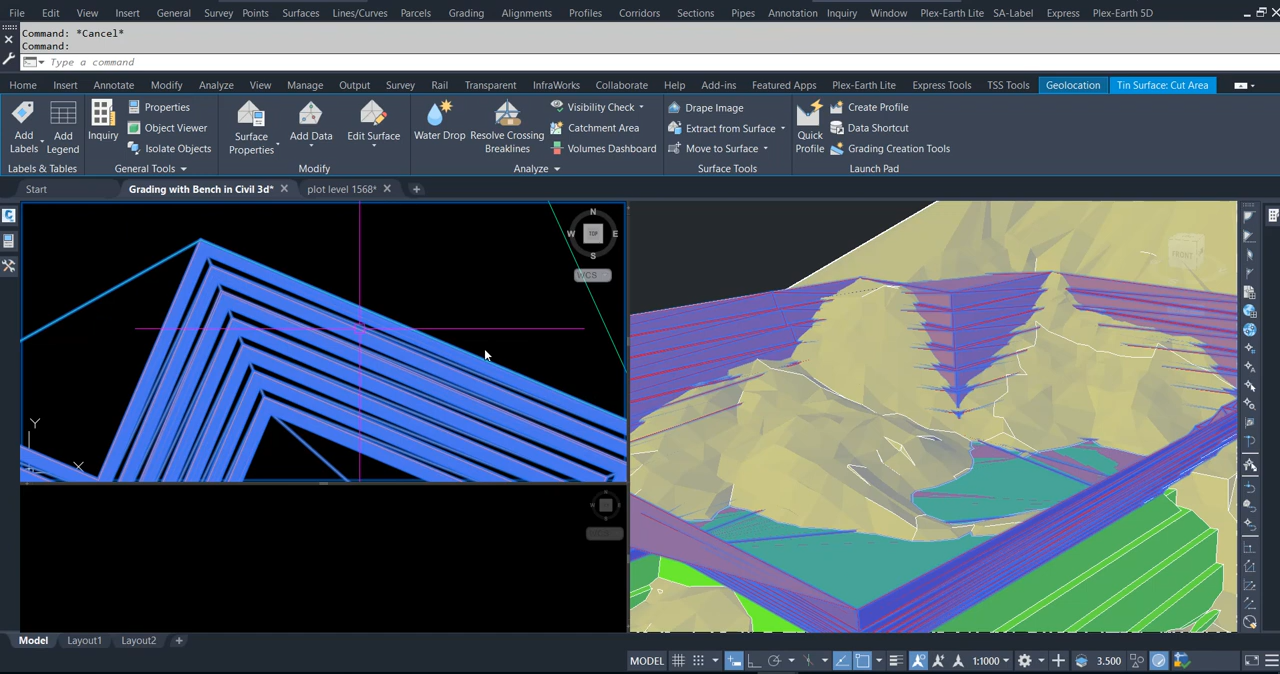 File Edit View Insert General Survey Points Surfaces Lines/Curves Parcels Grading Alignments Profiles Corridors Sections Pipes Annotation Inquiry Window Plex-Earth Lite SA-Label Express Plex-Earth 5D
Command: *Cancel*
Command:
Type a command
Home Insert Annotate Modify Analyze View Manage Output Survey Rail Transparent InfraWorks Collaborate Help Add-ins Featured Apps Plex-Earth Lite Express Tools TSS Tools Geolocation Tin Surface: Cut Area
Add Labels
Add Legend
Labels & Tables
Inquiry
Properties
Object Viewer
Isolate Objects
General Tools
Surface Properties
Add Data
Edit Surface
Modify
Water Drop
Resolve Crossing Breaklines
Visibility Check
Catchment Area
Volumes Dashboard
Analyze
Drape Image
Extract from Surface
Move to Surface
Surface Tools
Quick Profile
Create Profile
Data Shortcut
Grading Creation Tools
Launch Pad
Start Grading with Bench in Civil 3d* plot level 1568*
N
W TOP E
S
WCS
FRONT
Y
X
Model Layout1 Layout2
MODEL 1:1000 3.500